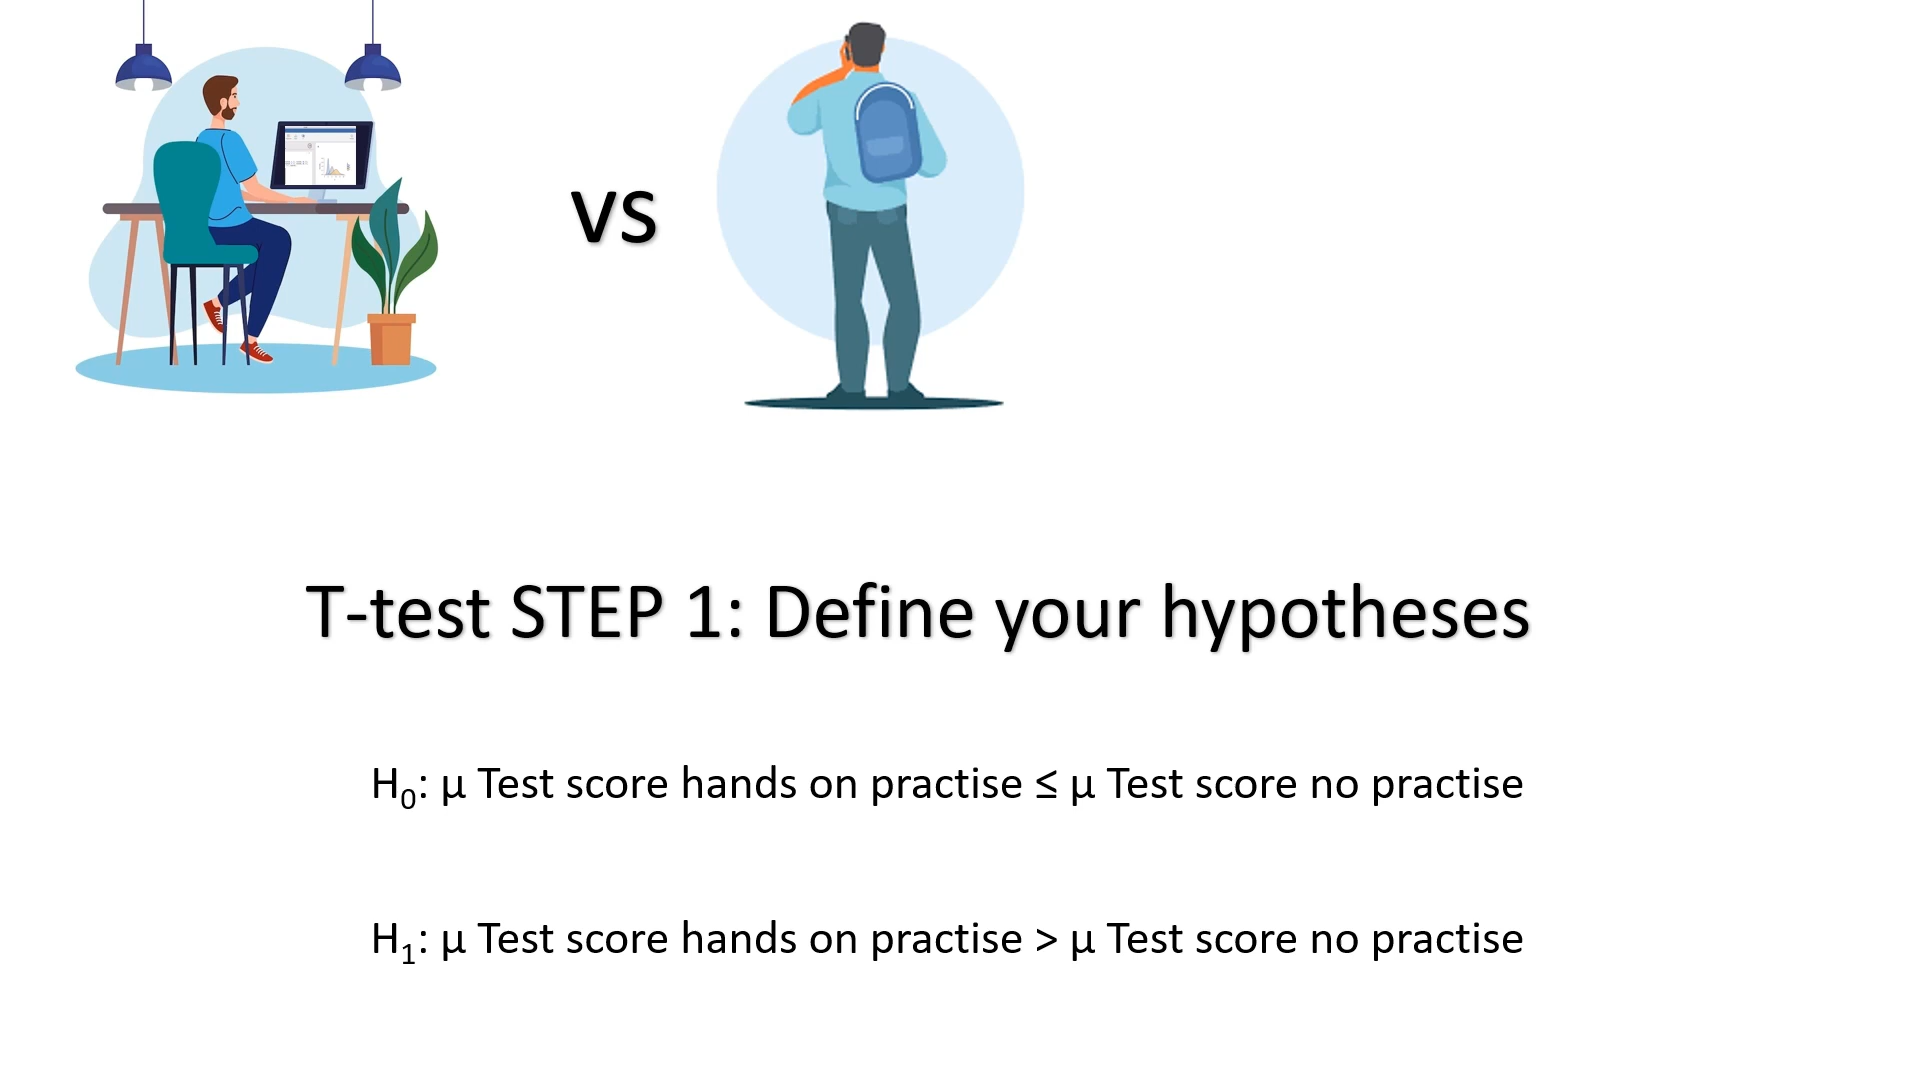 vs
T-test STEP 1: Define your hypotheses
H₀: μ Test score hands on practise ≤ μ Test score no practise
H₁: μ Test score hands on practise > μ Test score no practise